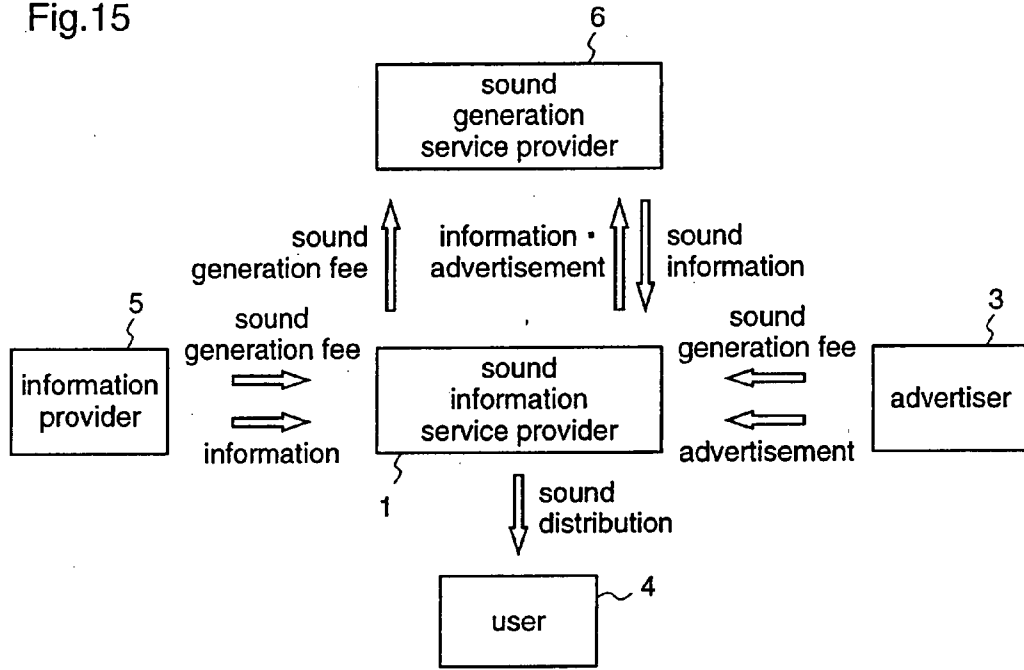 Fig.15
6
sound
generation
service provider
sound
generation fee
information・
advertisement
sound
information
5
sound
generation fee
sound
generation fee
3
information
provider
sound
information
service provider
advertiser
information
advertisement
1
sound
distribution
user
4